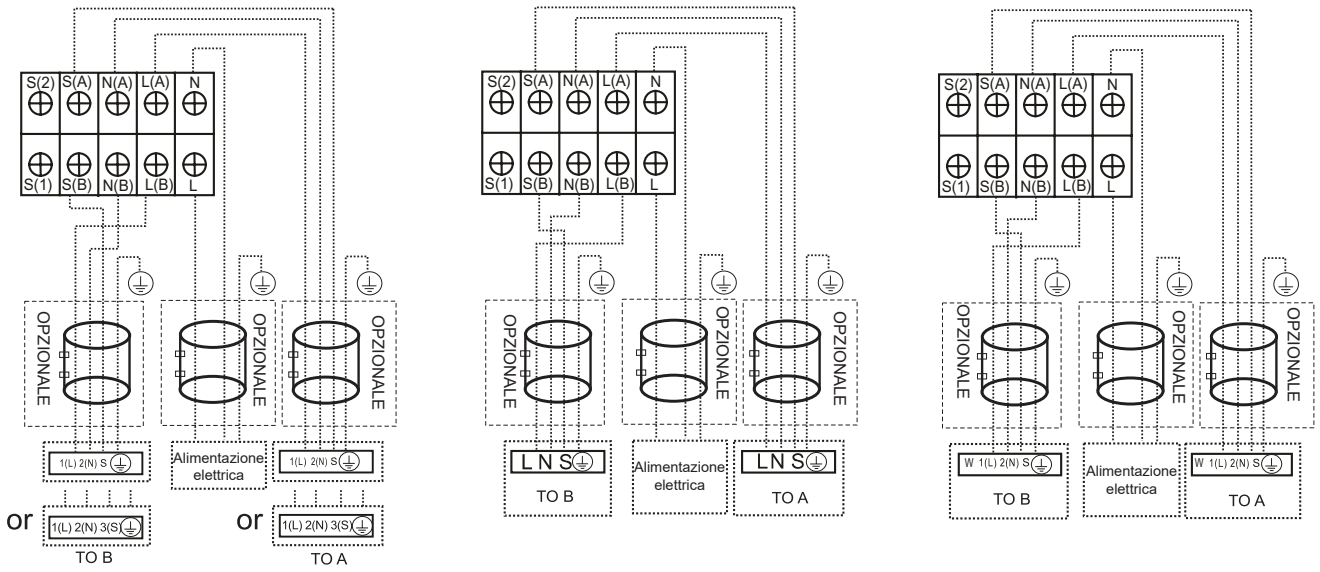 S(2) S(A) N(A) L(A) N
S(1) S(B) N(B) L(B) L
OPZIONALE
OPZIONALE
OPZIONALE
1(L) 2(N) S
Alimentazione
elettrica
1(L) 2(N) S
or
1(L) 2(N) 3(S)
TO B
or
1(L) 2(N) 3(S)
TO A
S(2) S(A) N(A) L(A) N
S(1) S(B) N(B) L(B) L
OPZIONALE
OPZIONALE
OPZIONALE
L N S
TO B
Alimentazione
elettrica
L N S
TO A
S(2) S(A) N(A) L(A) N
S(1) S(B) N(B) L(B) L
OPZIONALE
OPZIONALE
OPZIONALE
W 1(L) 2(N) S
TO B
Alimentazione
elettrica
W 1(L) 2(N) S
TO A